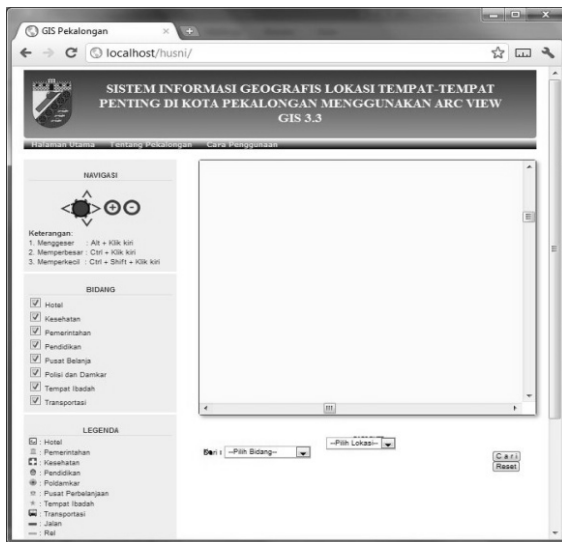 GIS Pekalongan
localhost/husni/
SISTEM INFORMASI GEOGRAFIS LOKASI TEMPAT-TEMPAT
PENTING DI KOTA PEKALONGAN MENGGUNAKAN ARC VIEW
GIS 3.3
Halaman Utama Tentang Pekalongan Cara Penggunaan
NAVIGASI
Keterangan:
1. Menggeser : Alt + Klik kiri
2. Memperbesar : Ctrl + Klik kiri
3. Memperkecil : Ctrl + Shift + Klik kiri
BIDANG
Hotel
Kesehatan
Pemerintahan
Pendidikan
Pusat Belanja
Polisi dan Damkar
Tempat Ibadah
Transportasi
LEGENDA
: Hotel
: Pemerintahan
: Kesehatan
: Pendidikan
: Poldamkar
: Pusat Perbelanjaan
: Tempat Ibadah
: Transportasi
: Jalan
: Rel
--Pilih Bidang--
--Pilih Lokasi--
Cari
Reset